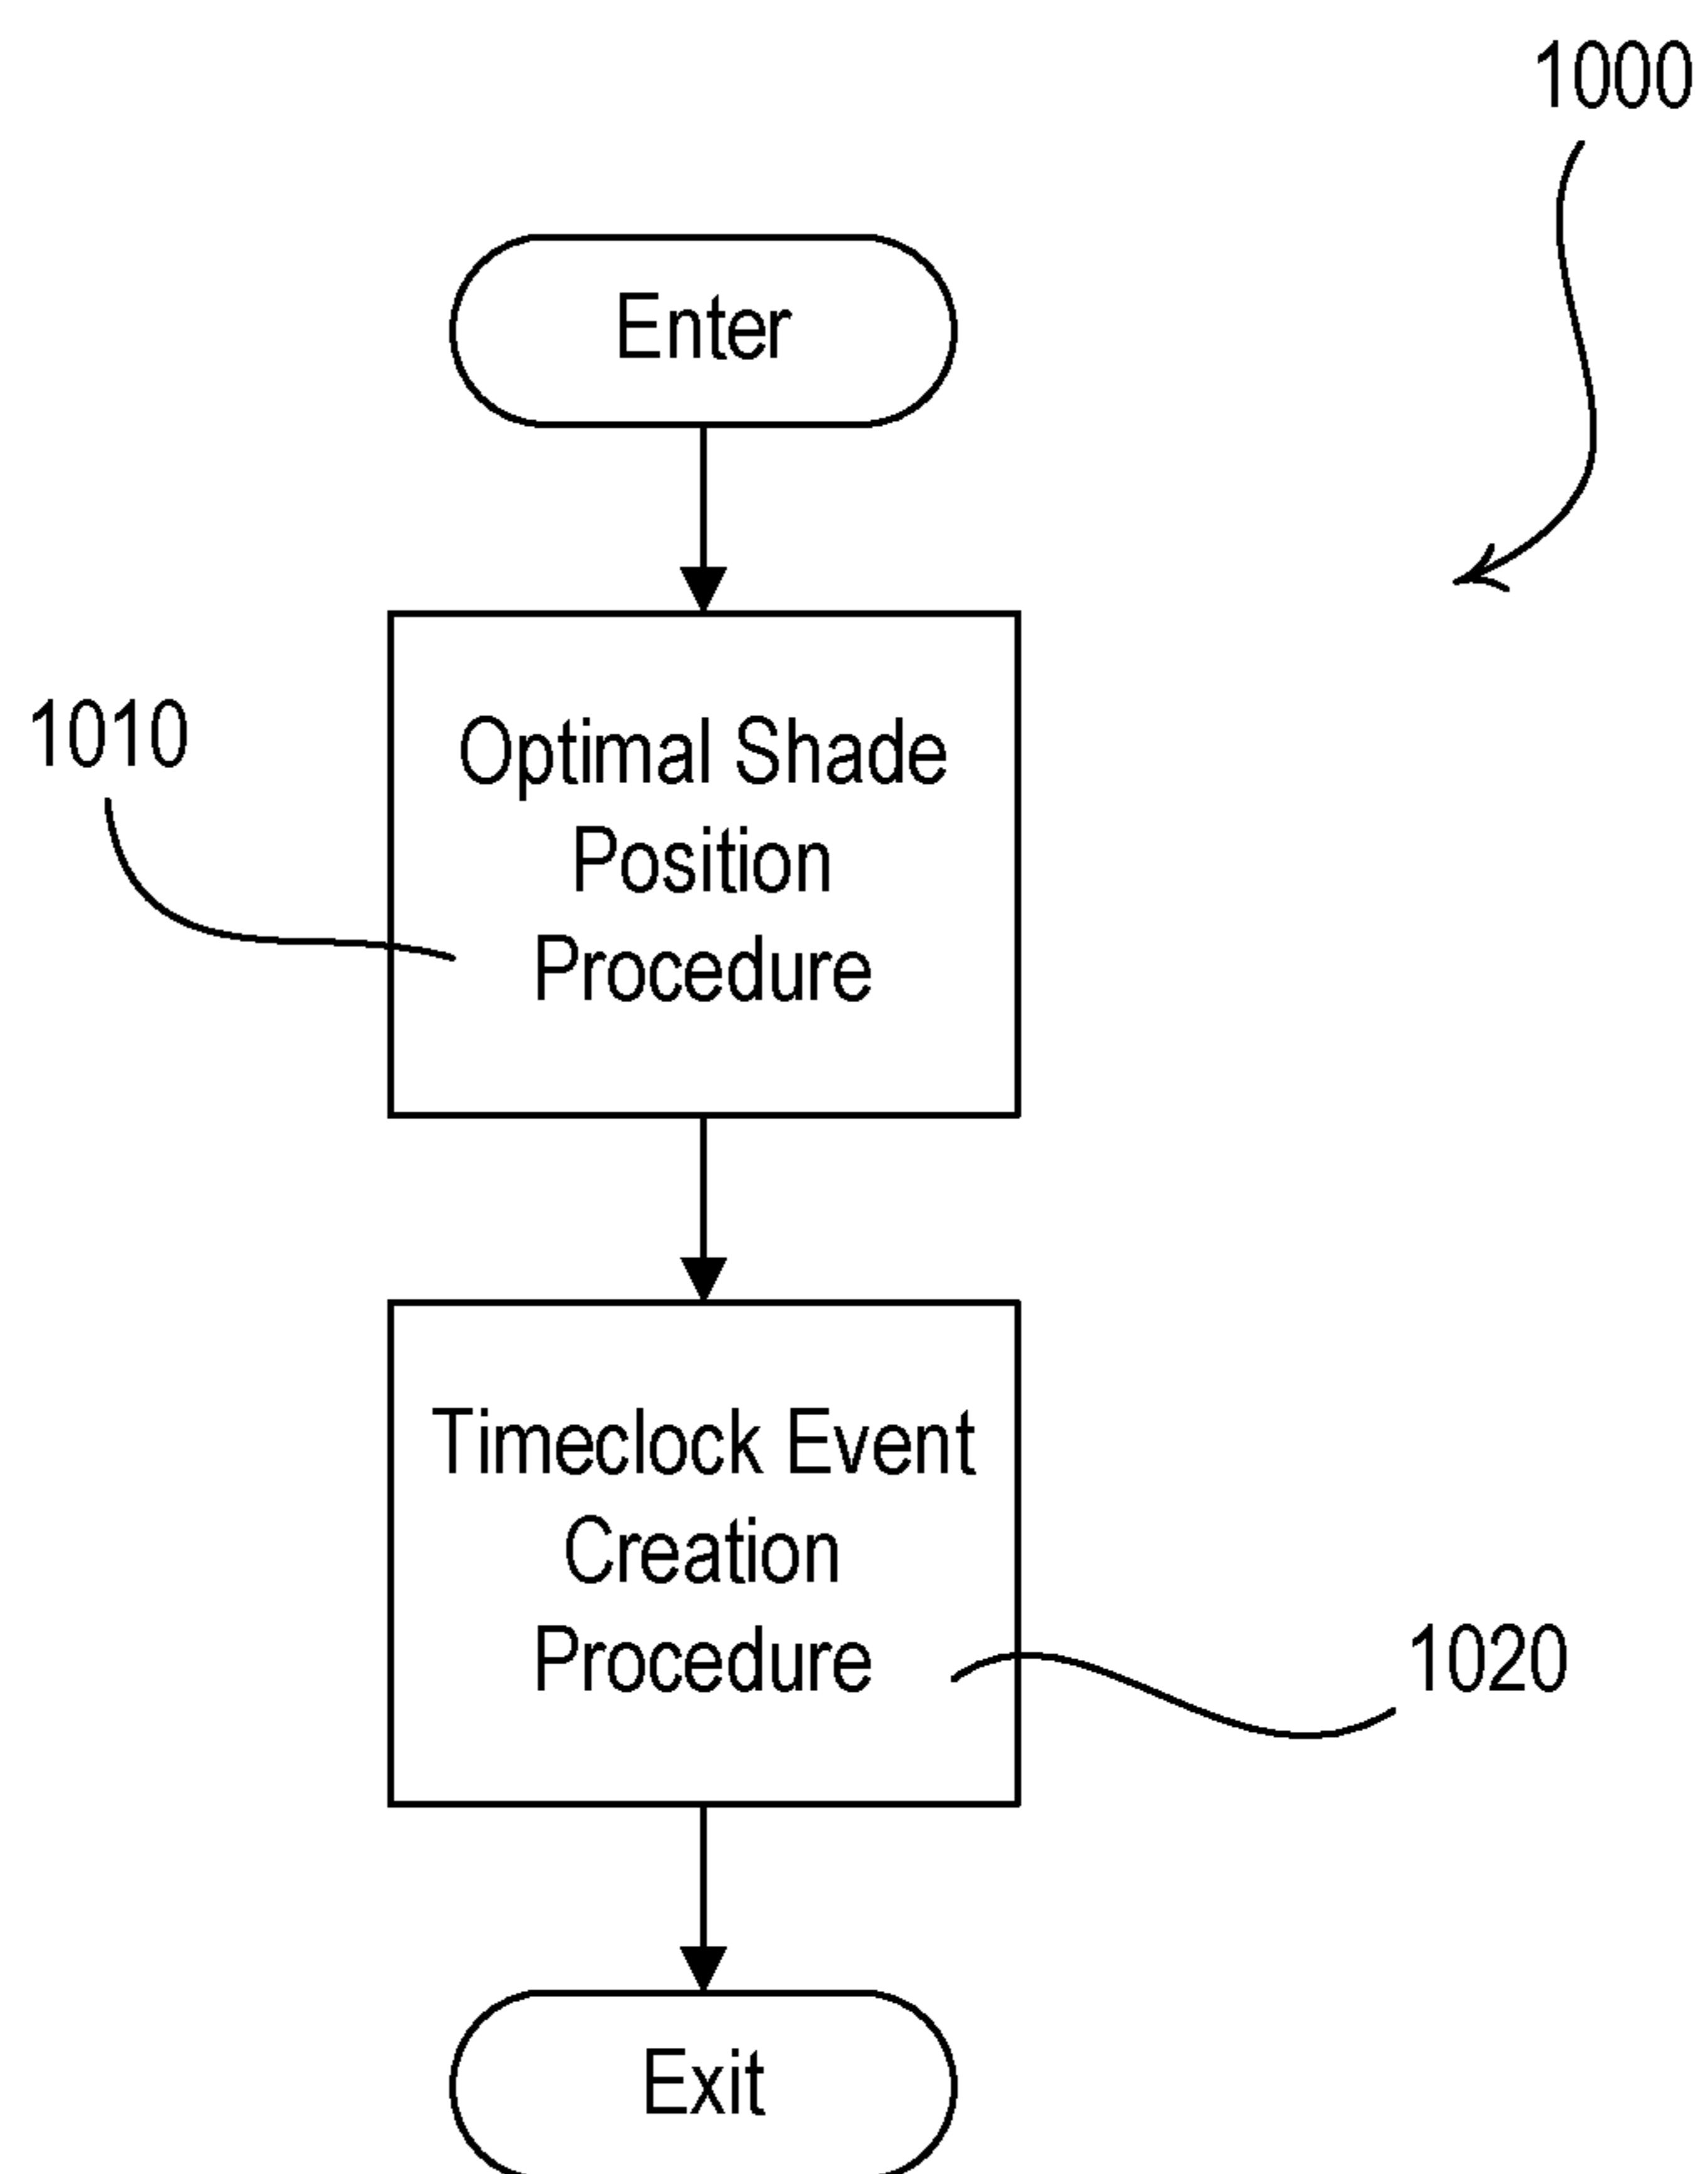 1000
Enter
1010
Optimal Shade
Position
Procedure
Timeclock Event
Creation
Procedure
1020
Exit